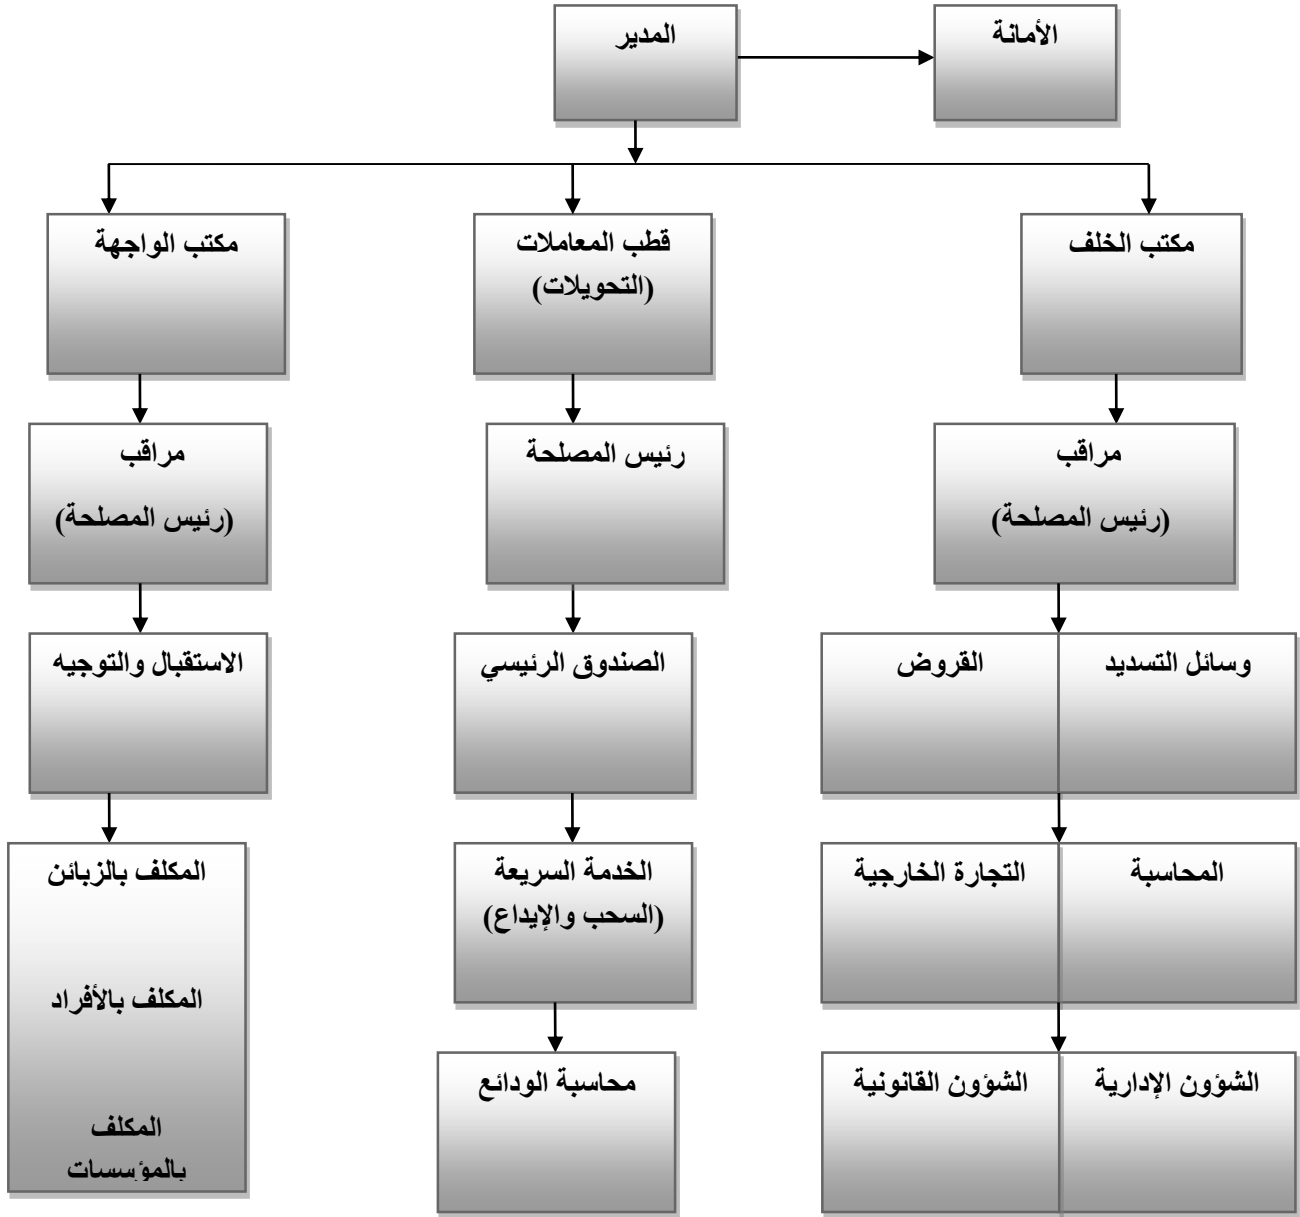 المدير
الأمانة
مكتب الخلف
قطب المعاملات
(التحويلات)
مكتب الواجهة
مراقب
(رئيس المصلحة)
رئيس المصلحة
مراقب
(رئيس المصلحة)
وسائل التسديد
القروض
الصندوق الرئيسي
الاستقبال والتوجيه
المحاسبة
التجارة الخارجية
الخدمة السريعة
(السحب والإيداع)
المكلف بالزبائن
المكلف بالأفراد
المكلف
بالمؤسسات
الشؤون الإدارية
الشؤون القانونية
محاسبة الودائع